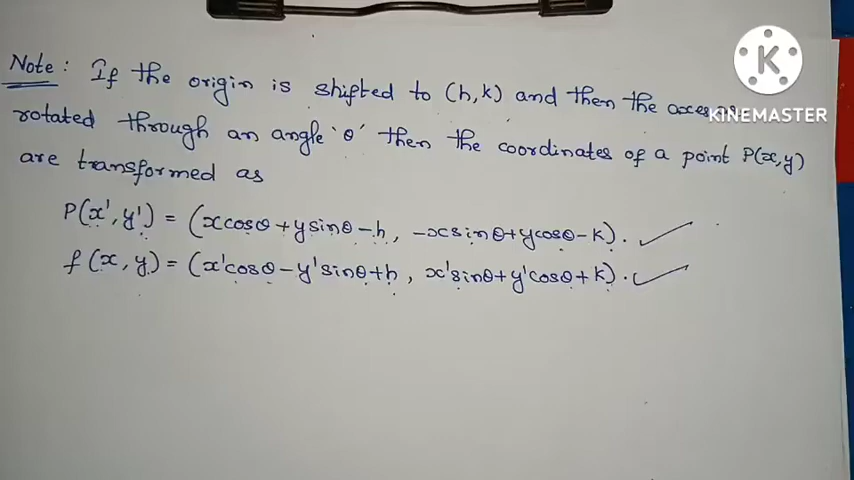 Note: If the origin is shifted to (h,k) and then the axes as
KINEMASTER
rotated through an angle 'θ' then the coordinates of a point P(x,y)
are transformed as
P(x', y') = (xcosθ + ysinθ - h, -xsinθ + ycosθ - k).
f(x, y) = (x'cosθ - y'sinθ + h, x'sinθ + y'cosθ + k).